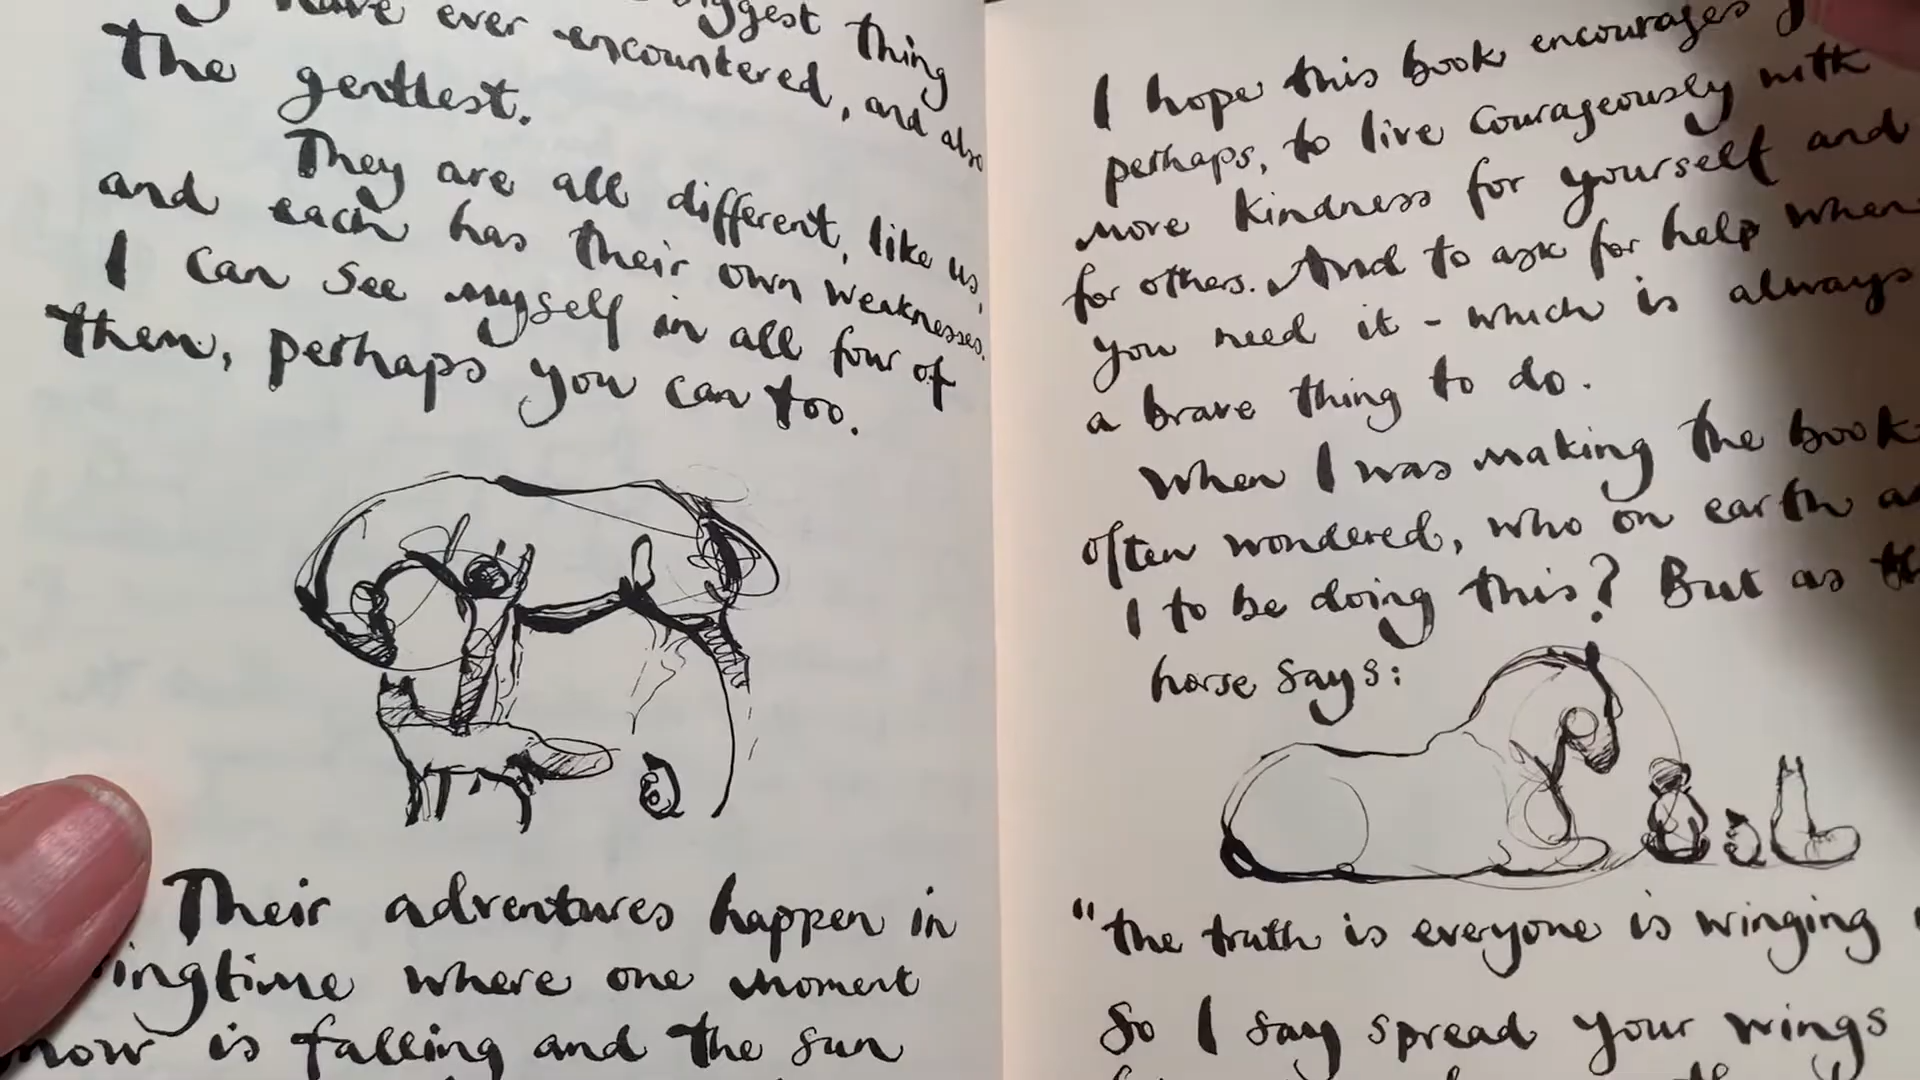 have ever encountered, and also
biggest thing
the gentlest.
They are all different, like us,
and each has their own weaknesses.
I can see myself in all four of
them, perhaps you can too.
Their adventures happen in
ingtime where one moment
now is falling and the sun
I hope this book encourages
perhaps, to live courageously with
more kindness for yourself and
for others. And to ask for help when
you need it - which is always
a brave thing to do.
When I was making the book
often wondered, who on earth a
I to be doing this? But as th
horse says:
"the truth is everyone is winging
So I say spread your wings